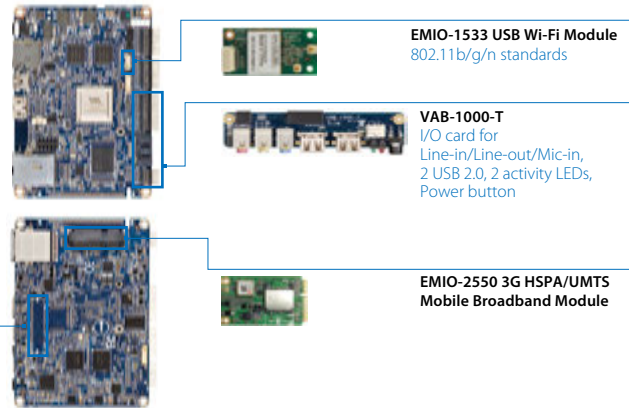 EMIO-1533 USB Wi-Fi Module
802.11b/g/n standards
VAB-1000-T
I/O card for
Line-in/Line-out/Mic-in,
2 USB 2.0, 2 activity LEDs,
Power button
EMIO-2550 3G HSPA/UMTS
Mobile Broadband Module